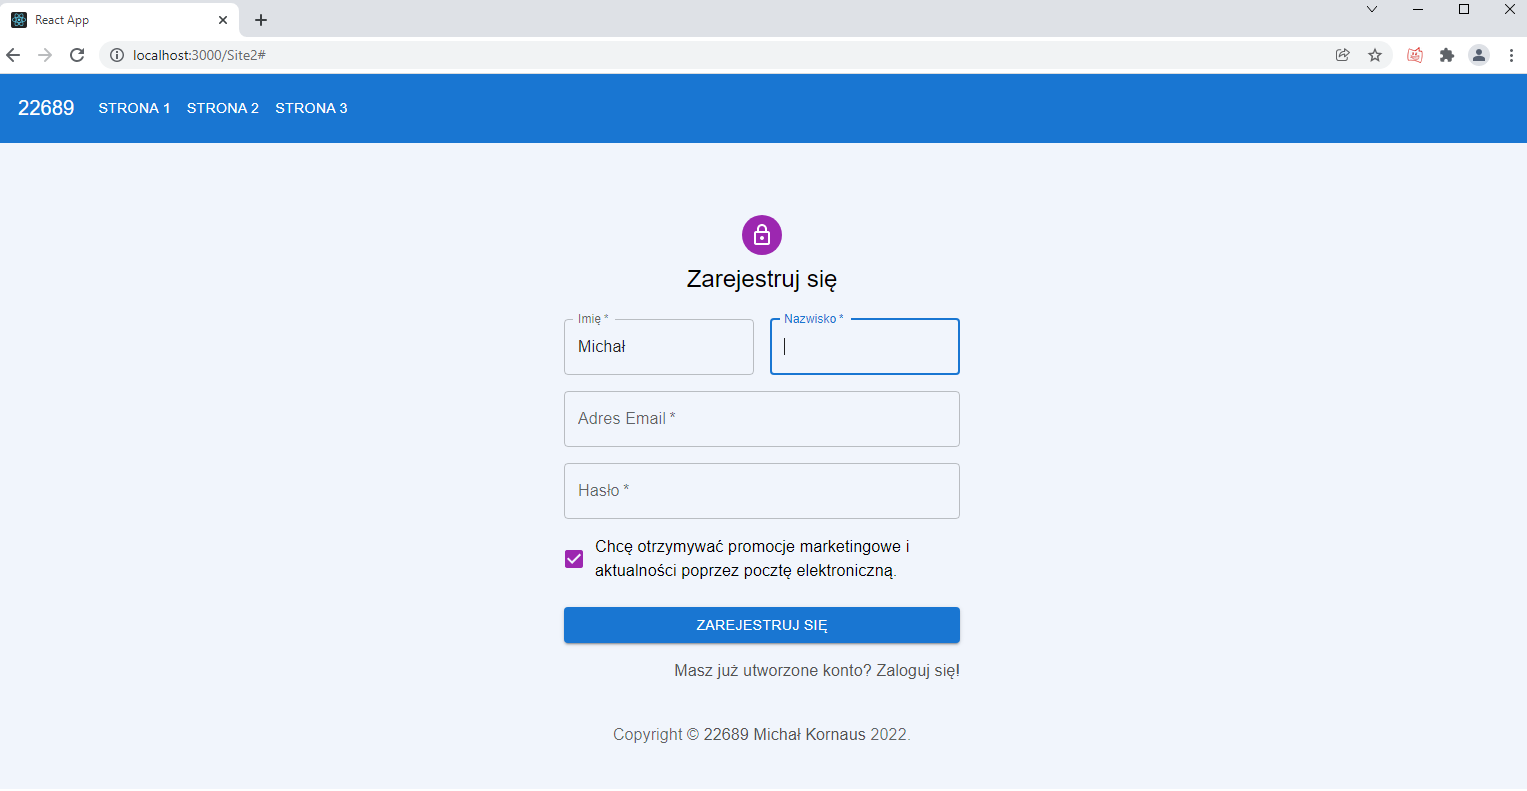 React App
localhost:3000/Site2#
22689 STRONA 1 STRONA 2 STRONA 3
Zarejestruj się
Imię * Nazwisko *
Michał
Adres Email *
Hasło *
Chcę otrzymywać promocje marketingowe i
aktualności poprzez pocztę elektroniczną.
ZAREJESTRUJ SIĘ
Masz już utworzone konto? Zaloguj się!
Copyright © 22689 Michał Kornaus 2022.